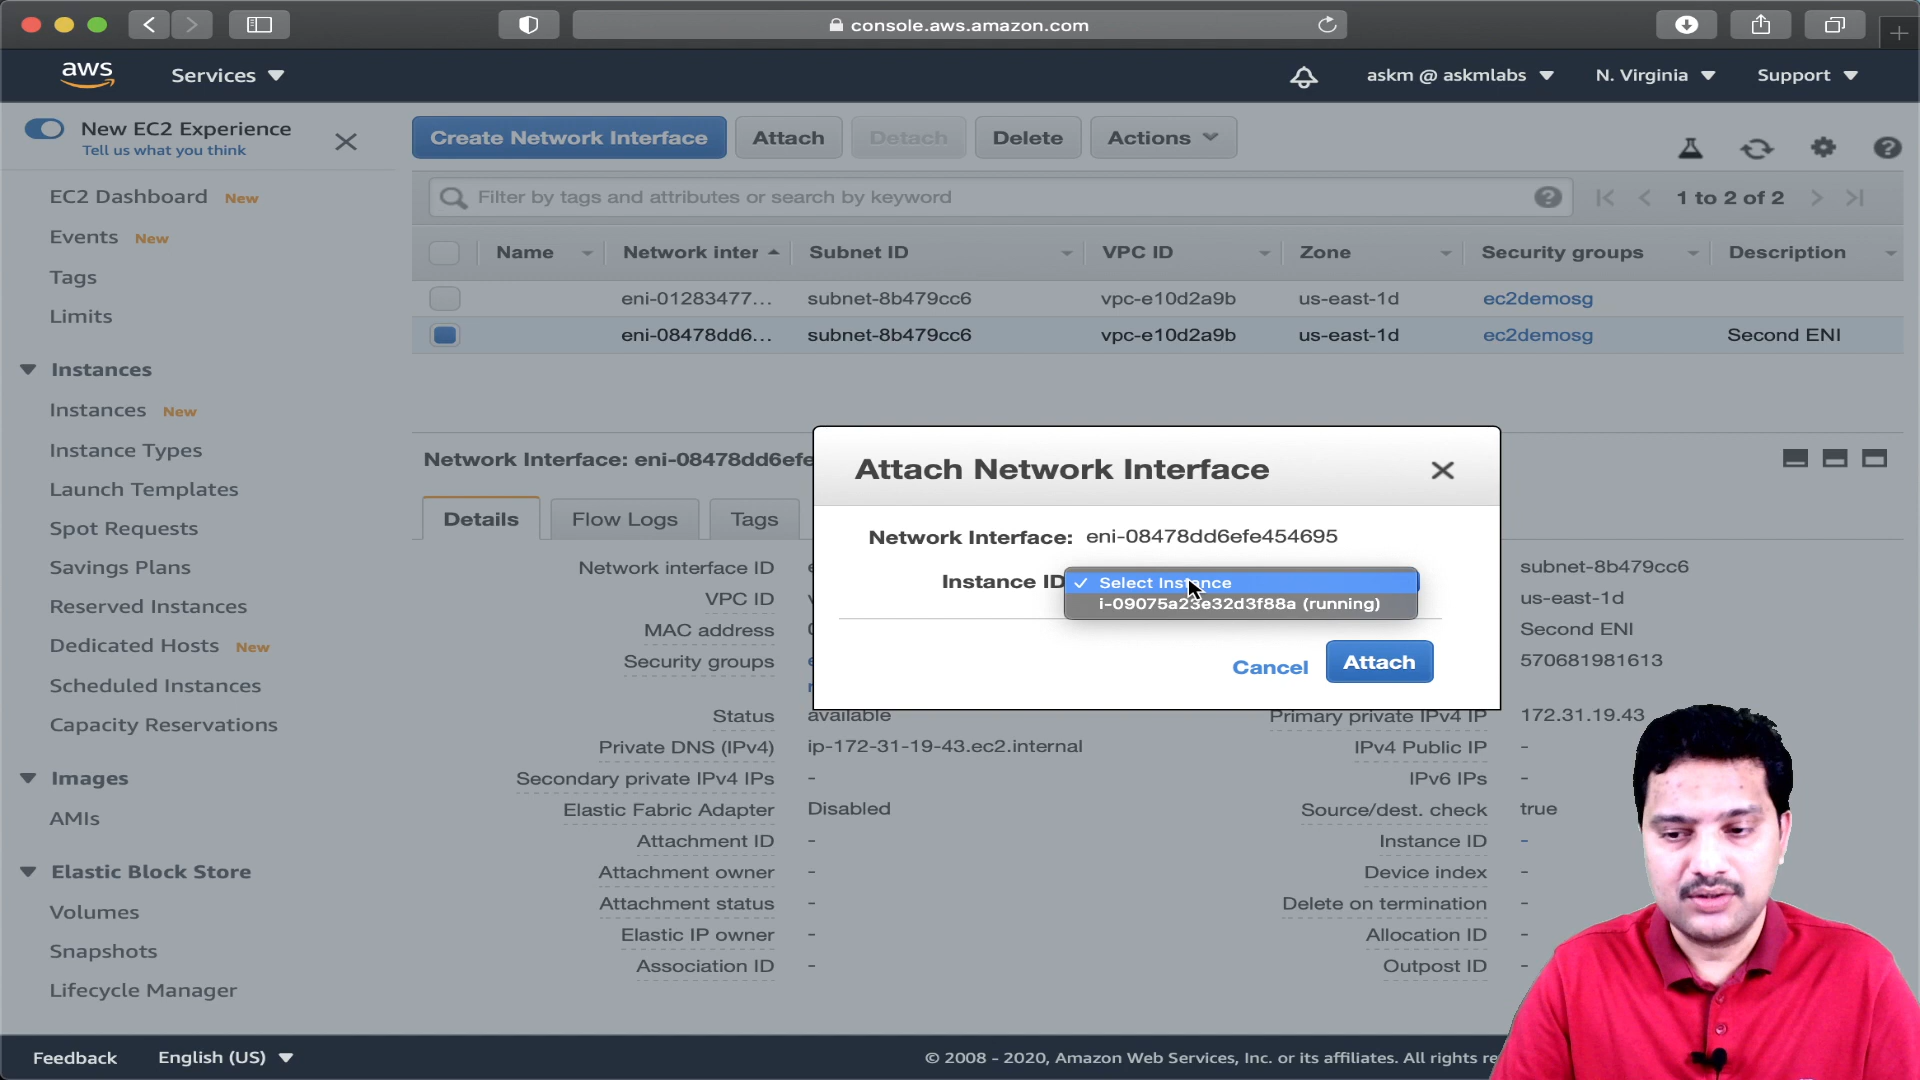 console.aws.amazon.com
aws
Services
askm @ askmlabs
N. Virginia
Support
New EC2 Experience
Tell us what you think
EC2 Dashboard New
Events New
Tags
Limits
Instances
Instances New
Instance Types
Launch Templates
Spot Requests
Savings Plans
Reserved Instances
Dedicated Hosts New
Scheduled Instances
Capacity Reservations
Images
AMIs
Elastic Block Store
Volumes
Snapshots
Lifecycle Manager
Create Network Interface Attach Detach Delete Actions
Filter by tags and attributes or search by keyword
1 to 2 of 2
Name Network inter Subnet ID VPC ID Zone Security groups Description
eni-01283477... subnet-8b479cc6 vpc-e10d2a9b us-east-1d ec2demosg
eni-08478dd6... subnet-8b479cc6 vpc-e10d2a9b us-east-1d ec2demosg Second ENI
Network Interface: eni-08478dd6efe
Details Flow Logs Tags
Attach Network Interface
Network Interface: eni-08478dd6efe454695
Instance ID
Select Instance
i-09075a23e32d3f88a (running)
Cancel Attach
Network interface ID
subnet-8b479cc6
VPC ID
us-east-1d
MAC address
Second ENI
Security groups
570681981613
Status available
Primary private IPv4 IP 172.31.19.43
Private DNS (IPv4) ip-172-31-19-43.ec2.internal
IPv4 Public IP -
Secondary private IPv4 IPs -
IPv6 IPs -
Elastic Fabric Adapter Disabled
Source/dest. check true
Attachment ID -
Instance ID -
Attachment owner -
Device index -
Attachment status -
Delete on termination -
Elastic IP owner -
Allocation ID -
Association ID -
Outpost ID -
Feedback
English (US)
© 2008 - 2020, Amazon Web Services, Inc. or its affiliates. All rights